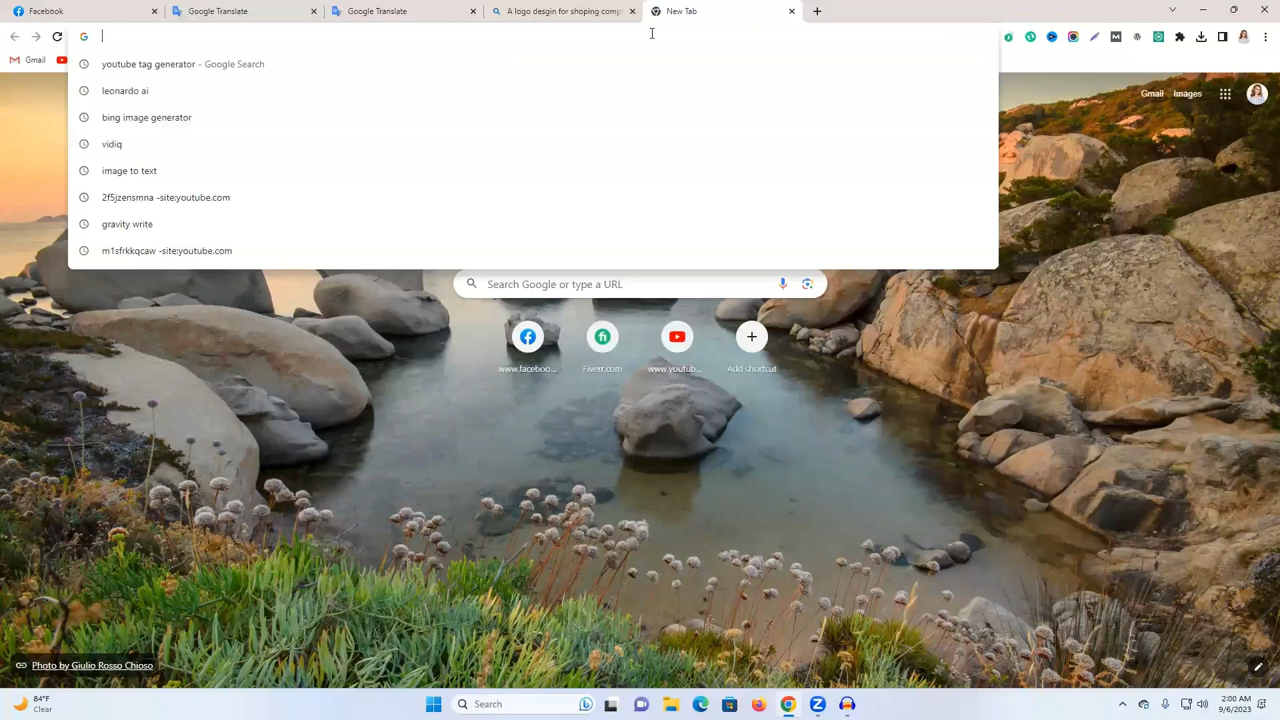 Facebook
Google Translate
Google Translate
A logo desgin for shoping comp
New Tab
Gmail
youtube tag generator - Google Search
leonardo ai
bing image generator
vidiq
image to text
2f5jzensmna -site:youtube.com
gravity write
m1sfrkkqcaw -site:youtube.com
Gmail
Images
Search Google or type a URL
www.faceboo...
Fiverr.com
www.youtub...
Add shortcut
Photo by Giulio Rosso Chioso
84°F
Clear
Search
2:00 AM
9/6/2023